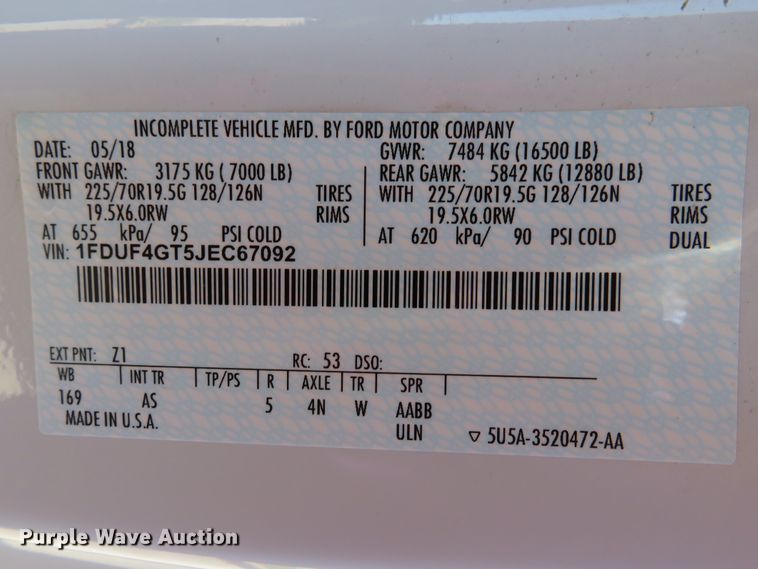 INCOMPLETE VEHICLE MFD. BY FORD MOTOR COMPANY
DATE: 05/18 GVWR: 7484 KG (16500 LB)
FRONT GAWR: 3175 KG ( 7000 LB) REAR GAWR: 5842 KG (12880 LB)
WITH 225/70R19.5G 128/126N TIRES WITH 225/70R19.5G 128/126N TIRES
19.5X6.0RW RIMS 19.5X6.0RW RIMS
AT 655 kPa/ 95 PSI COLD AT 620 kPa/ 90 PSI COLD DUAL
VIN: 1FDUF4GT5JEC67092
EXT PNT: Z1 RC: 53 DSO:
WB INT TR TP/PS R AXLE TR SPR
169 AS 5 4N W AABB
MADE IN U.S.A. ULN ▽ 5U5A-3520472-AA
Purple Wave Auction